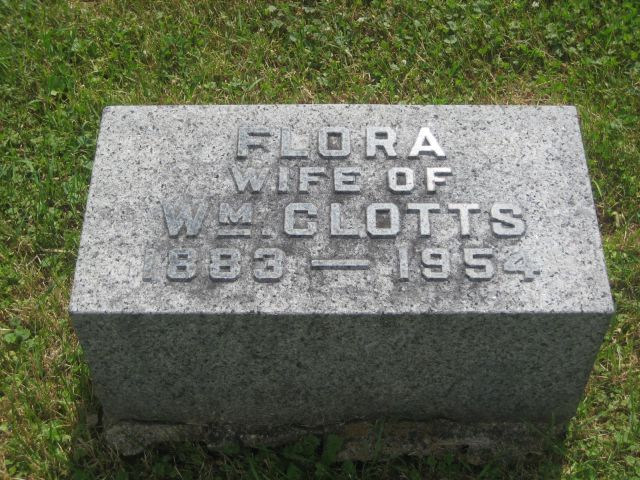 FLORA
WIFE OF
WM. CLOTTS
1883 — 1954